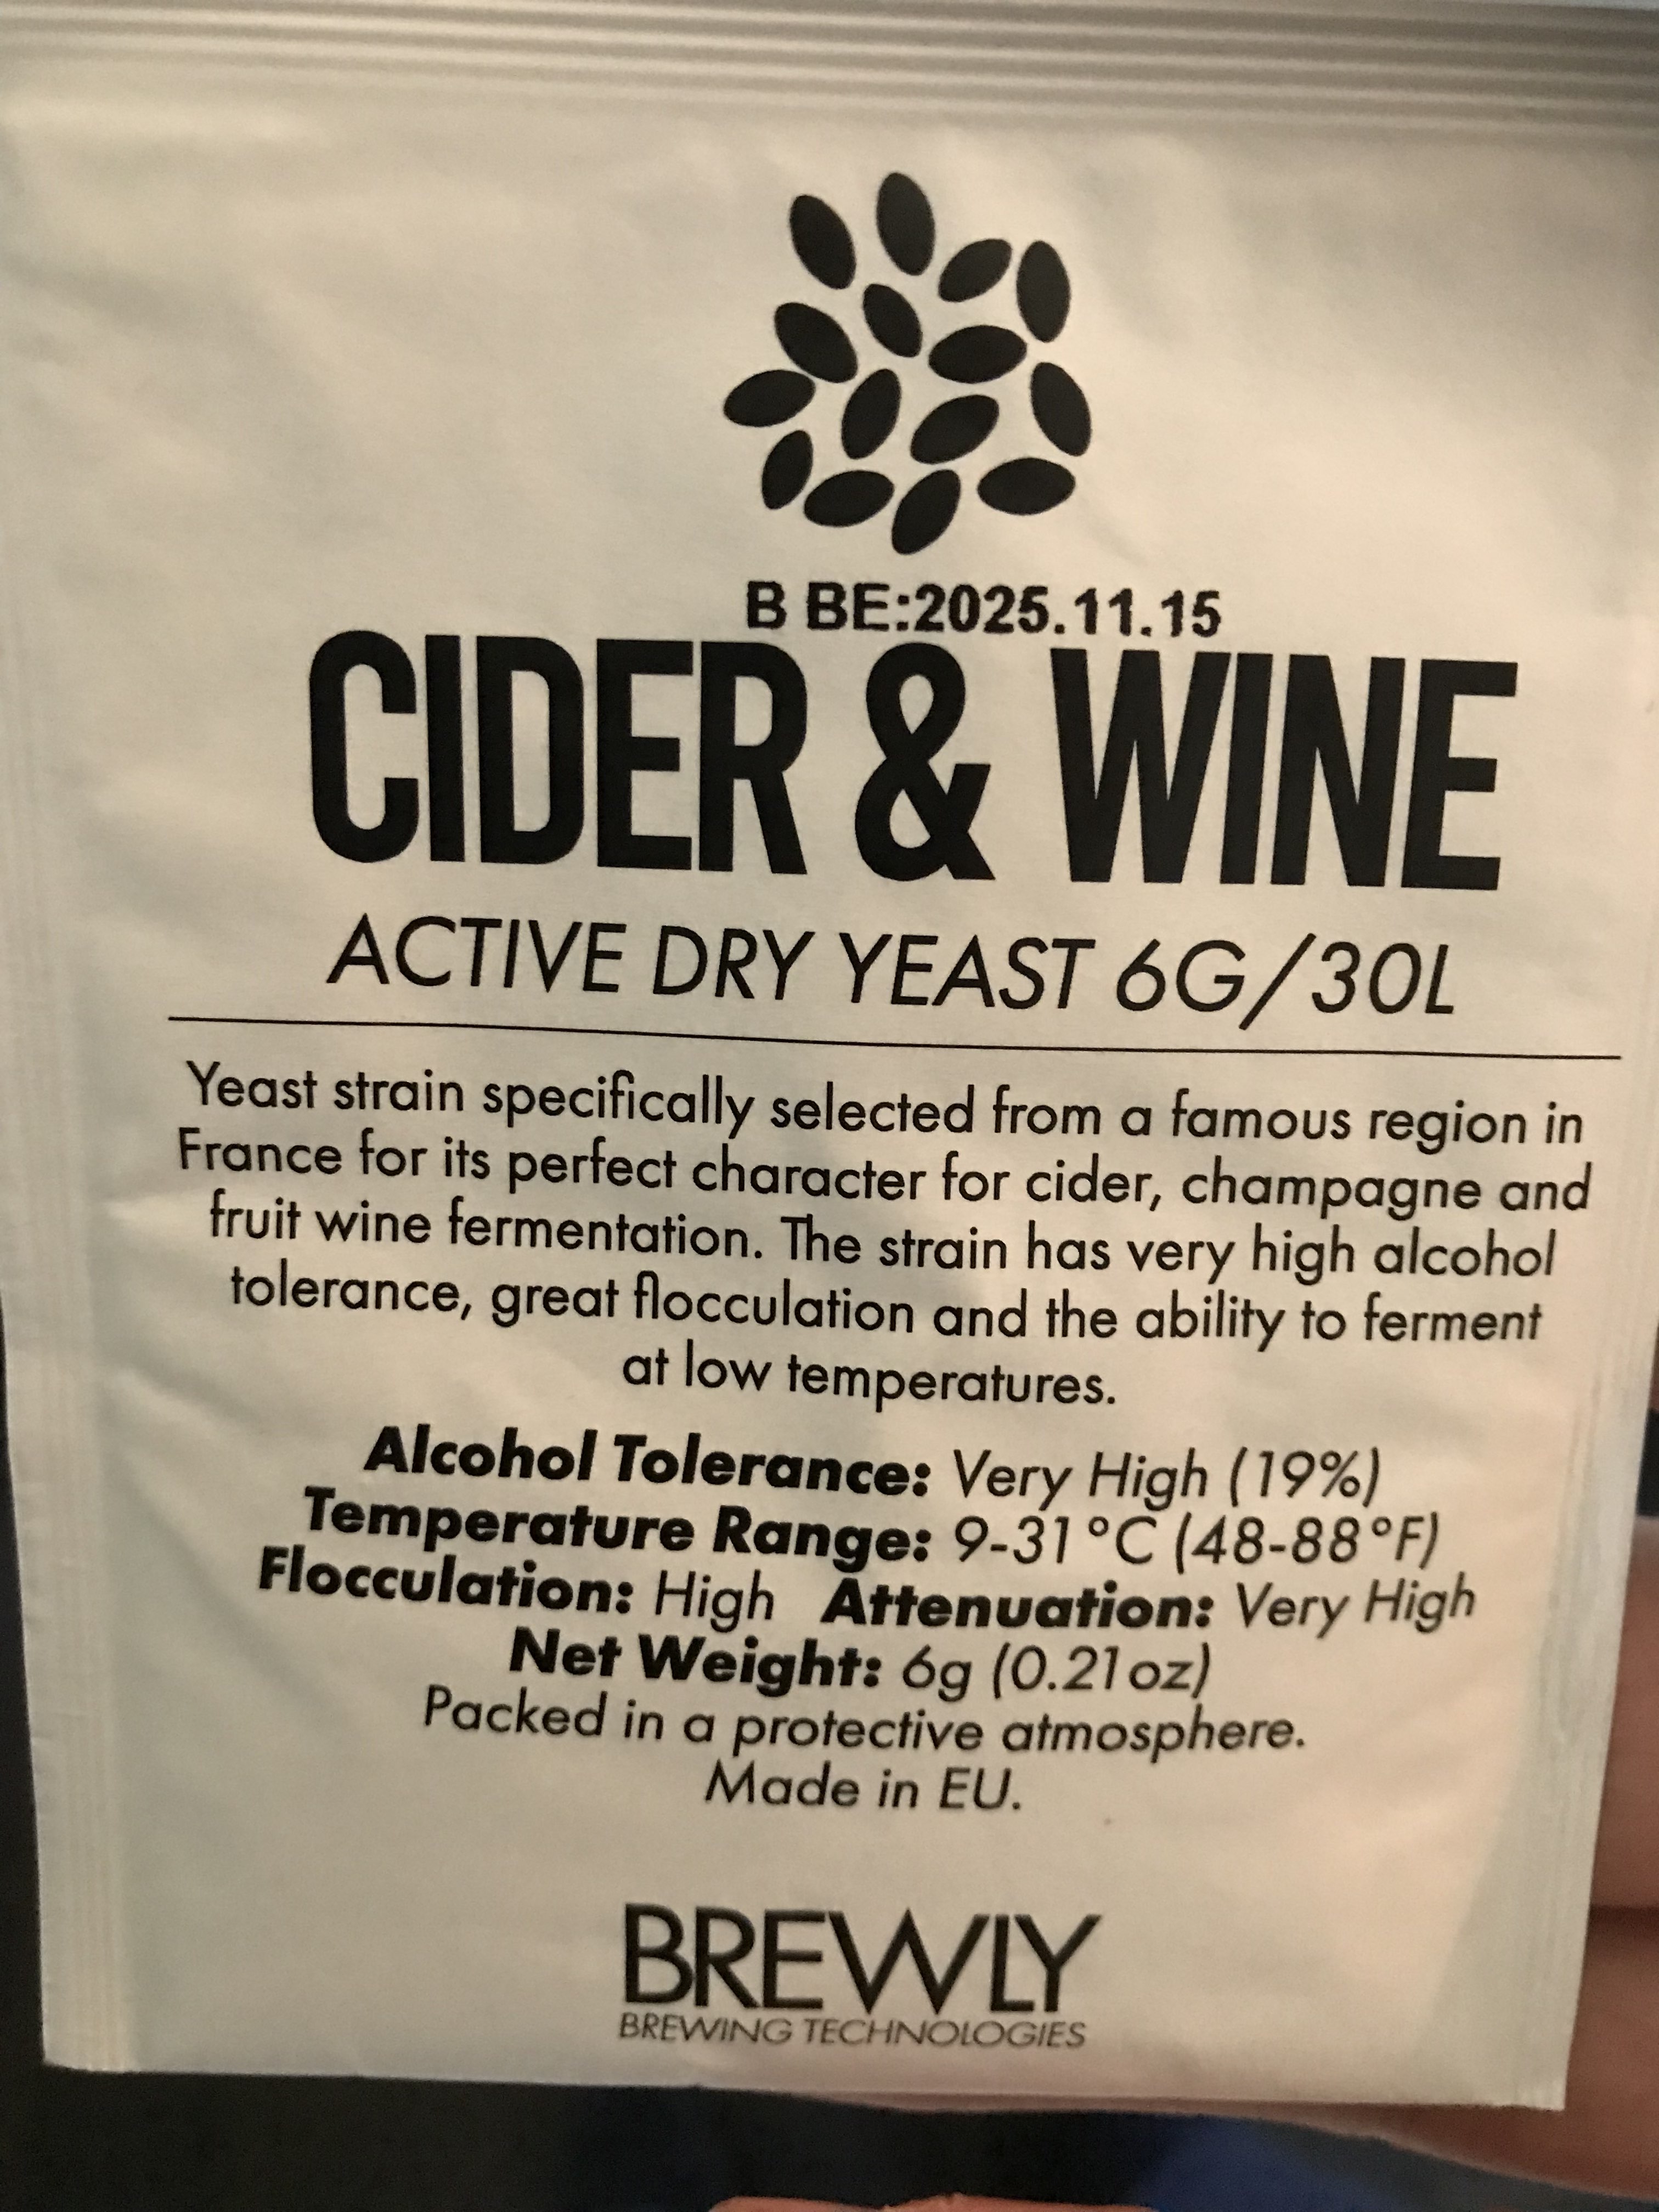 B BE:2025.11.15
CIDER & WINE
ACTIVE DRY YEAST 6G/30L
Yeast strain specifically selected from a famous region in
France for its perfect character for cider, champagne and
fruit wine fermentation. The strain has very high alcohol
tolerance, great flocculation and the ability to ferment
at low temperatures.
Alcohol Tolerance: Very High (19%)
Temperature Range: 9-31°C (48-88°F)
Flocculation: High Attenuation: Very High
Net Weight: 6g (0.21oz)
Packed in a protective atmosphere.
Made in EU.
BREWLY
BREWING TECHNOLOGIES